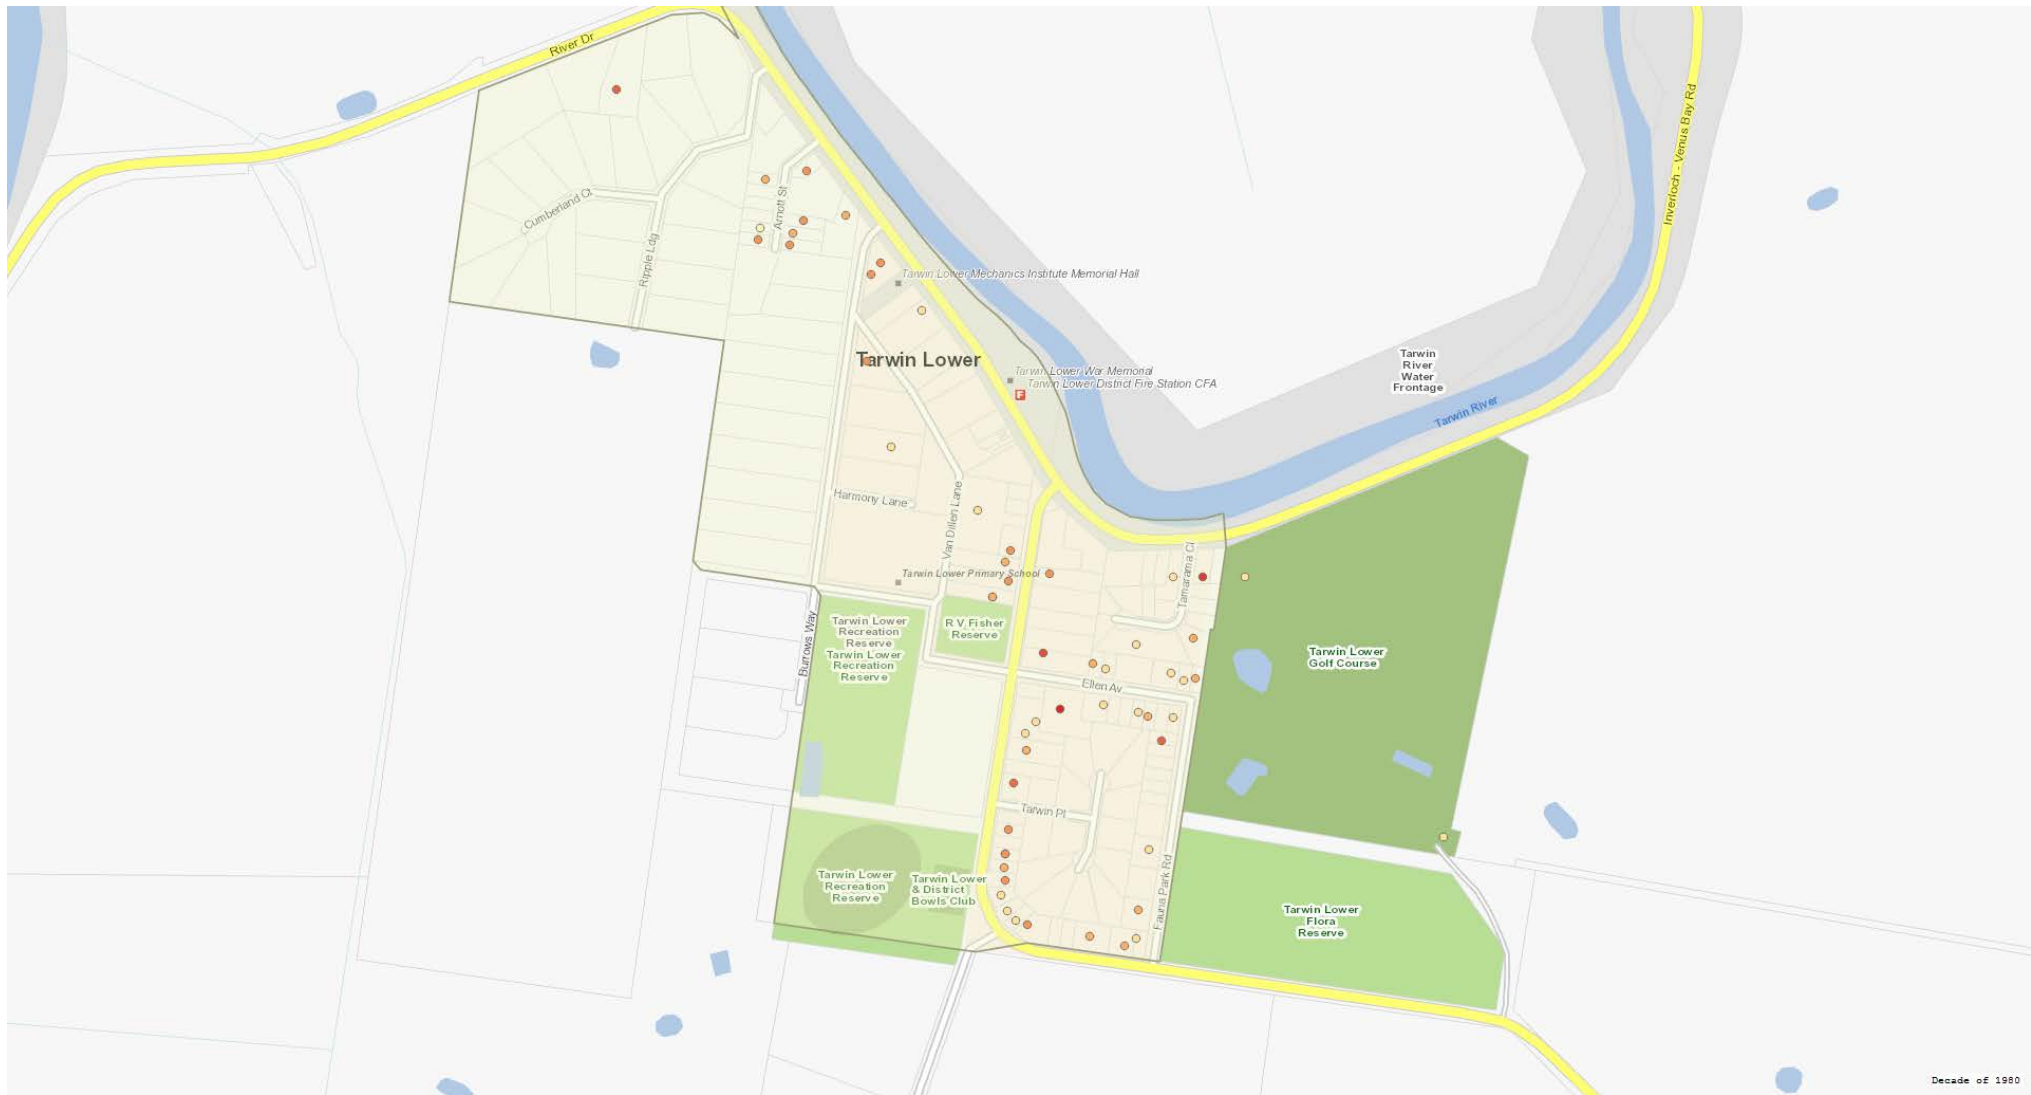 River Dr
Inverloch - Venus Bay Rd
Arnott St
Cumberland Ct
Ripple Ldg
Tarwin Lower Mechanics Institute Memorial Hall
Tarwin Lower
Tarwin
River
Water
Frontage
Tarwin Lower War Memorial
Tarwin Lower District Fire Station CFA
F
Tarwin River
Harmony Lane
Van Dillen Lane
Tarwin Lower Primary School
Tamarama Cl
Burrows Way
Tarwin Lower
Recreation
Reserve
Tarwin Lower
Recreation
Reserve
R V Fisher
Reserve
Tarwin Lower
Golf Course
Ellen Av
Tarwin Pl
Fauna Park Rd
Tarwin Lower
Recreation
Reserve
Tarwin Lower
& District
Bowls Club
Tarwin Lower
Flora
Reserve
Decade of 1980